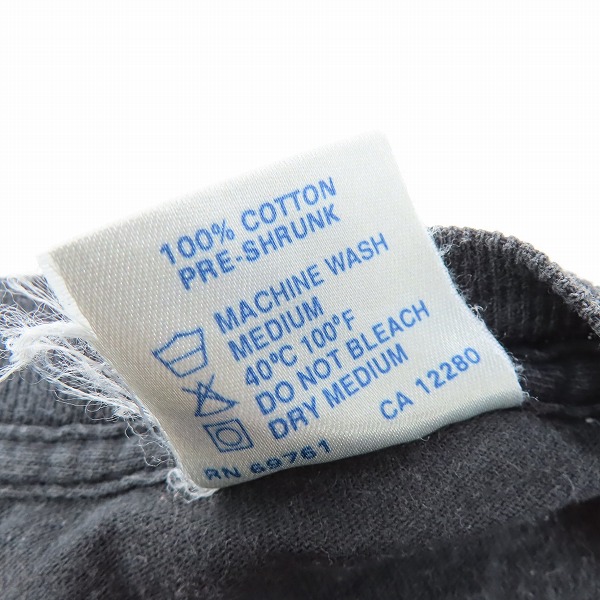 100% COTTON
PRE-SHRUNK
MACHINE WASH
MEDIUM
40°C 100°F
DO NOT BLEACH
DRY MEDIUM
RN 69761 CA 12280